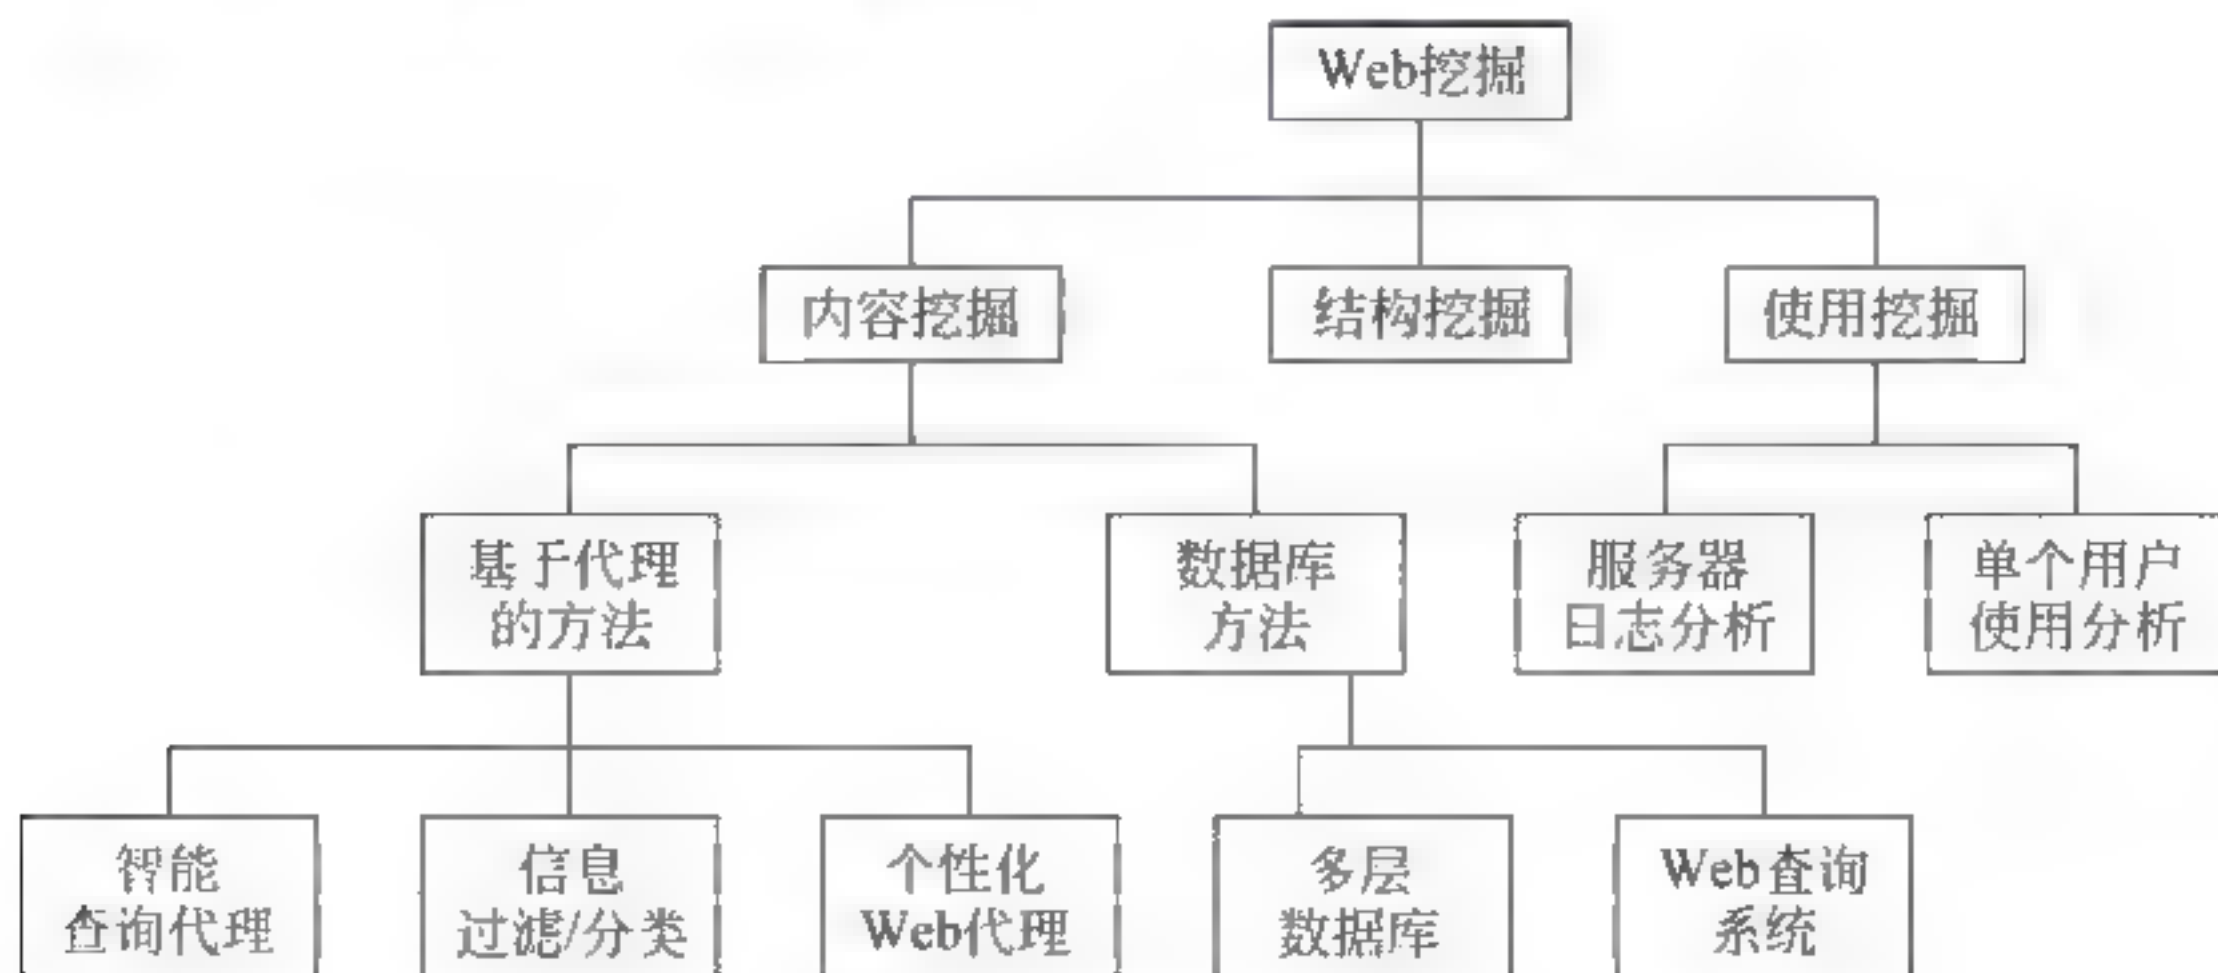 Web挖掘
内容挖掘
结构挖掘
使用挖掘
基于代理
的方法
数据库
方法
服务器
日志分析
单个用户
使用分析
智能
查询代理
信息
过滤/分类
个性化
Web代理
多层
数据库
Web查询
系统